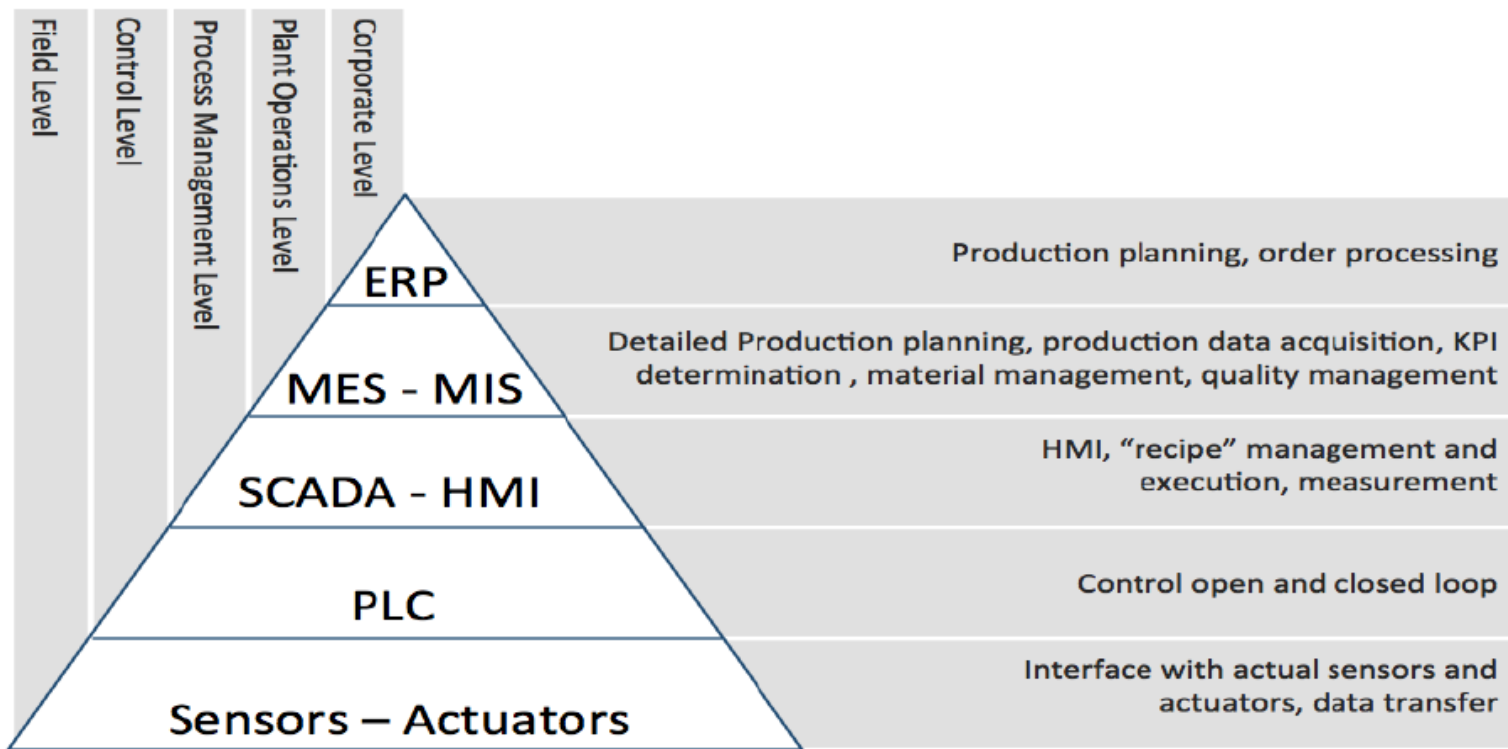 Field Level
Control Level
Process Management Level
Plant Operations Level
Corporate Level
ERP
Production planning, order processing
MES - MIS
Detailed Production planning, production data acquisition, KPI
determination , material management, quality management
SCADA - HMI
HMI, “recipe” management and
execution, measurement
PLC
Control open and closed loop
Sensors – Actuators
Interface with actual sensors and
actuators, data transfer